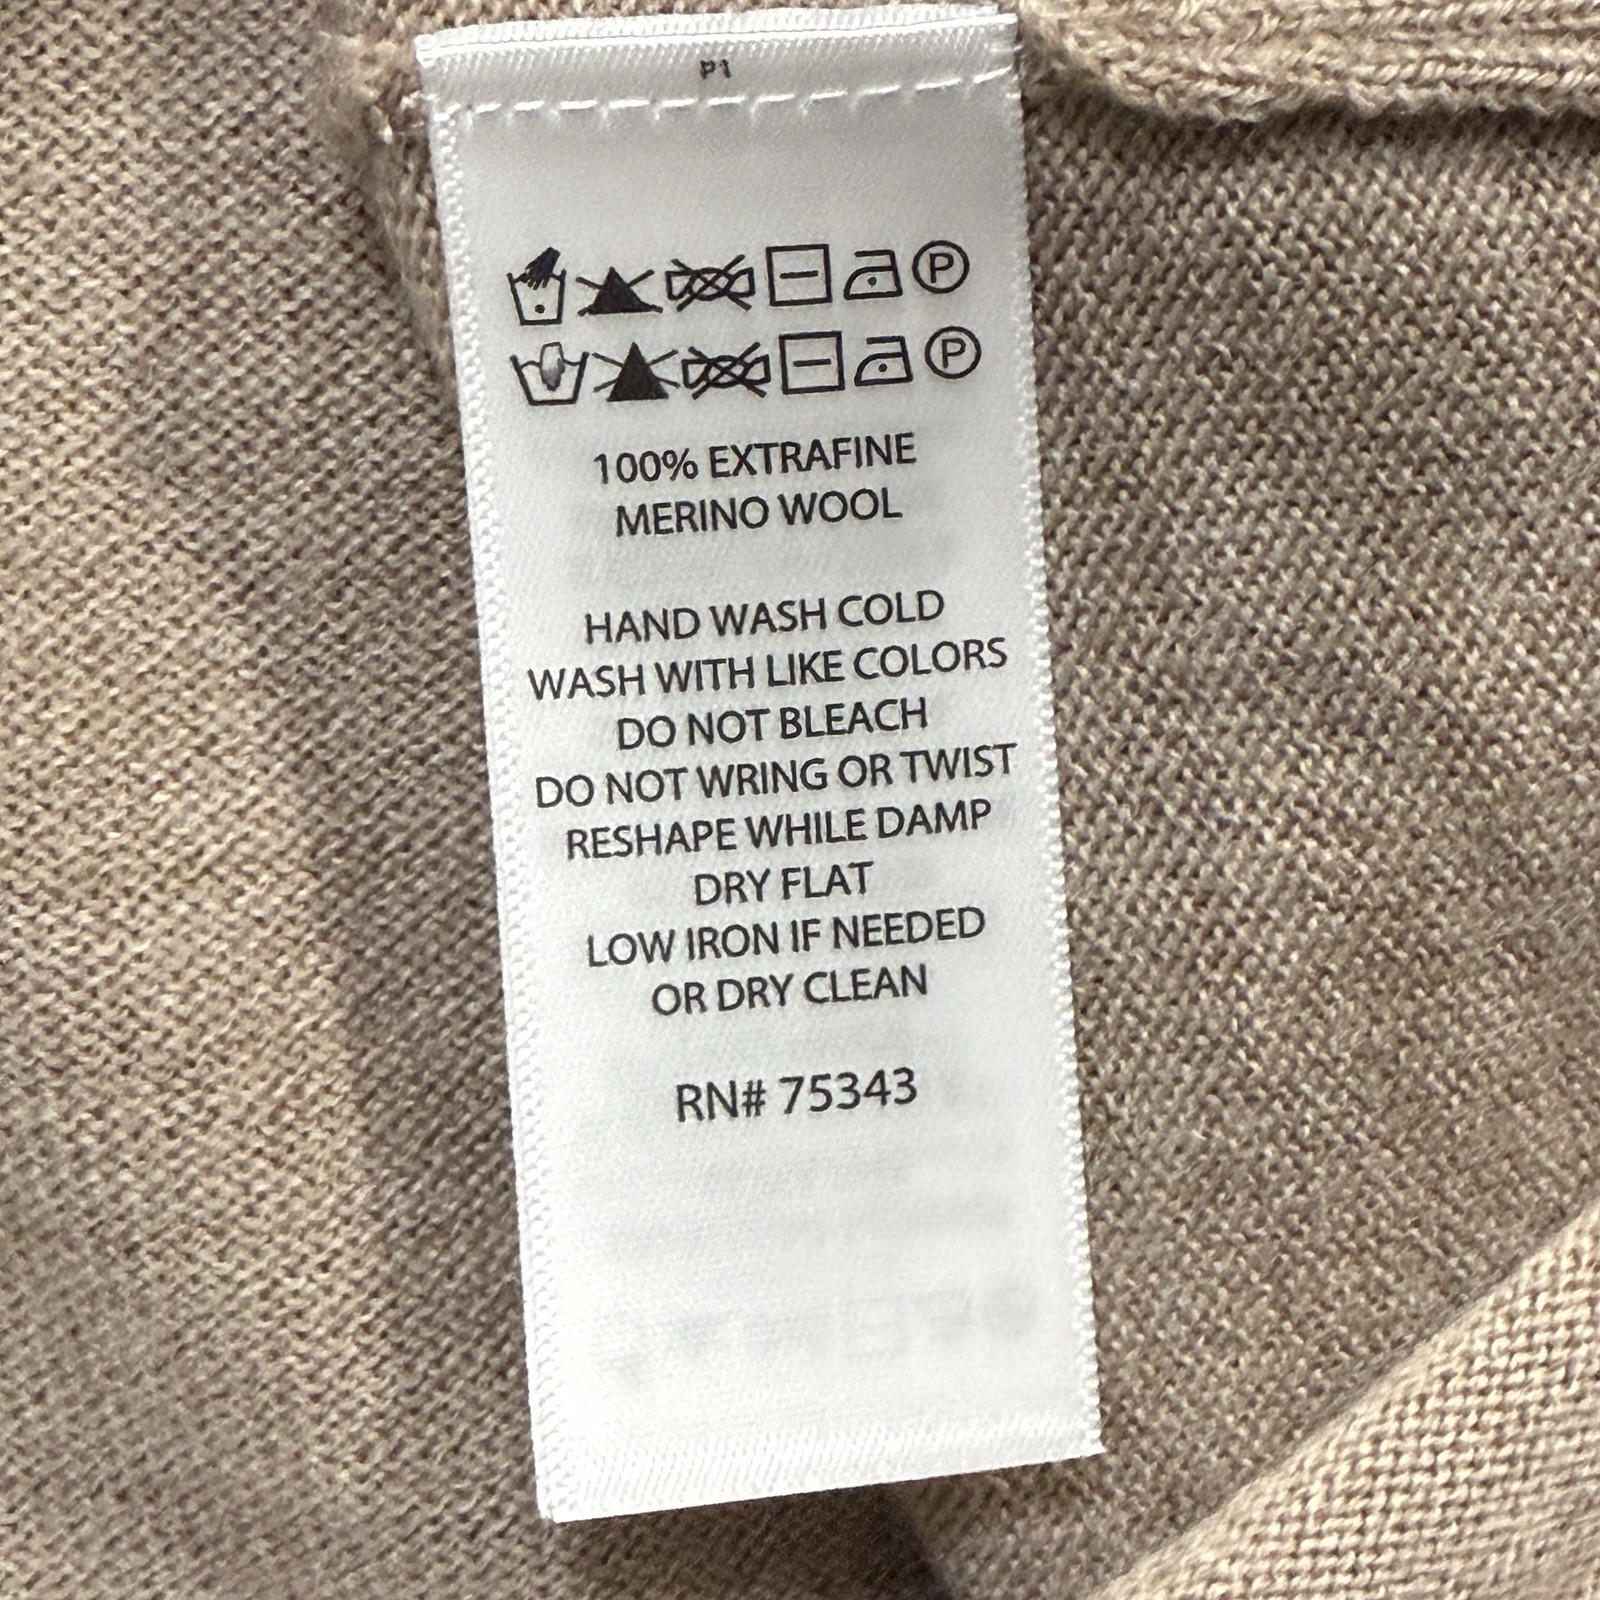 P1
P
P
100% EXTRAFINE
MERINO WOOL
HAND WASH COLD
WASH WITH LIKE COLORS
DO NOT BLEACH
DO NOT WRING OR TWIST
RESHAPE WHILE DAMP
DRY FLAT
LOW IRON IF NEEDED
OR DRY CLEAN
RN# 75343